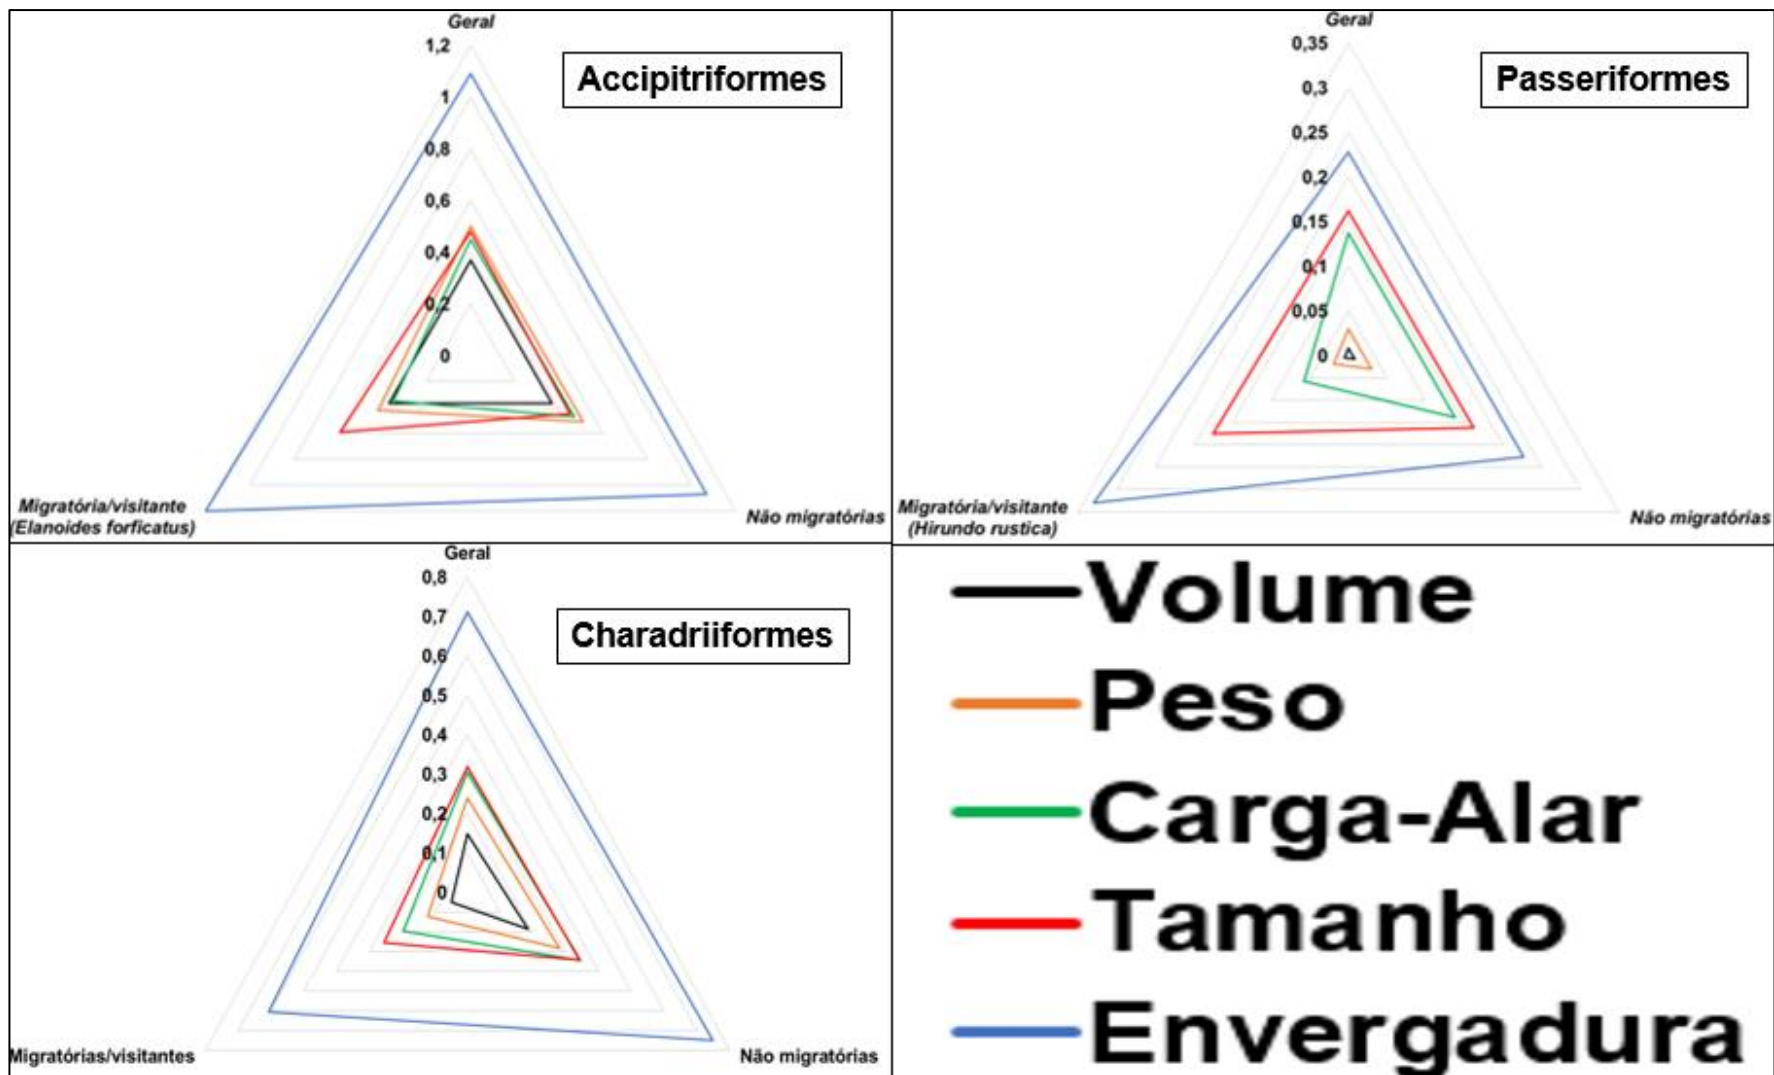 Geral
1,2
1
0,8
0,6
0,4
0,2
0
Accipitriformes
Migratória/visitante
(Elanoides forficatus)
Não migratórias
Geral
0,35
0,3
0,25
0,2
0,15
0,1
0,05
0
Passeriformes
Migratória/visitante
(Hirundo rustica)
Não migratórias
Geral
0,8
0,7
0,6
0,5
0,4
0,3
0,2
0,1
0
Charadriiformes
Migratórias/visitantes
Não migratórias
Volume
Peso
Carga-Alar
Tamanho
Envergadura